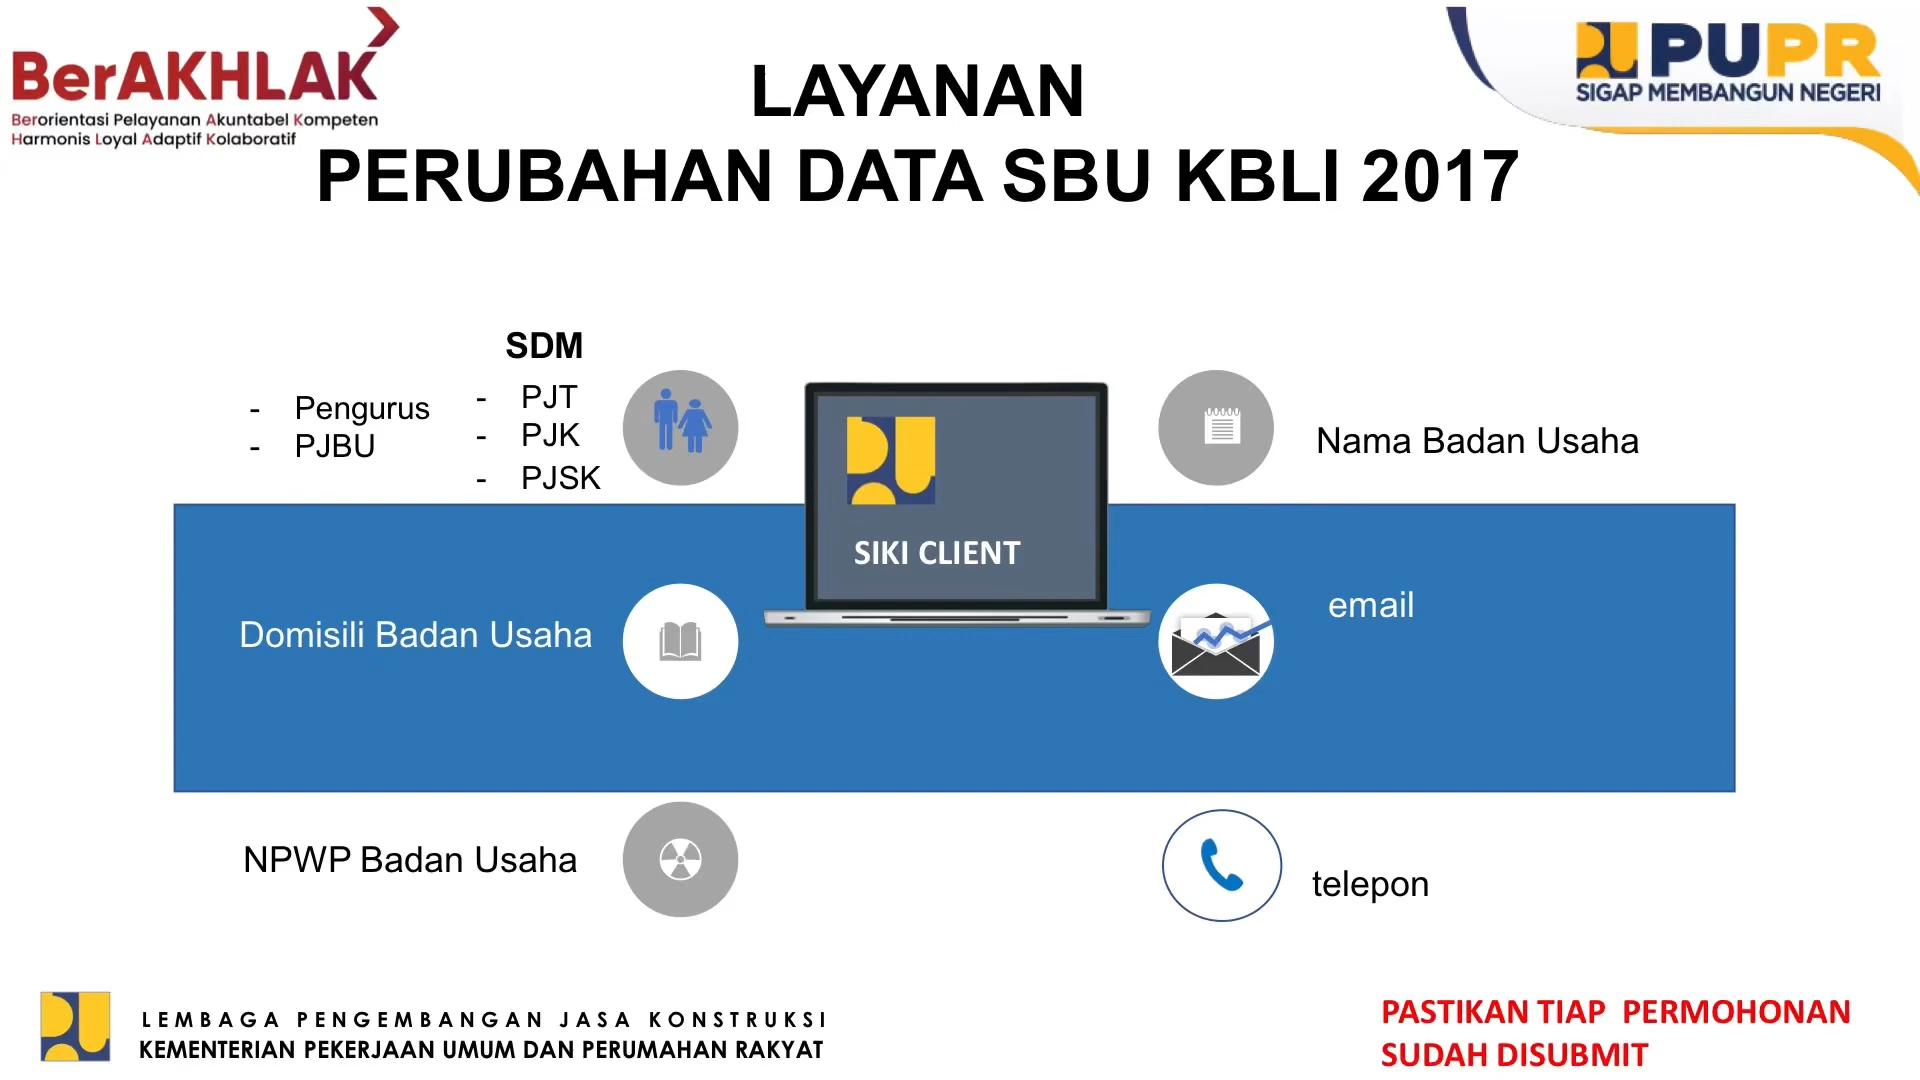 BerAKHLAK
Berorientasi Pelayanan Akuntabel Kompeten
Harmonis Loyal Adaptif Kolaboratif
PUPR
SIGAP MEMBANGUN NEGERI
LAYANAN
PERUBAHAN DATA SBU KBLI 2017
SDM
- Pengurus
- PJBU
- PJT
- PJK
- PJSK
SIKI CLIENT
Nama Badan Usaha
Domisili Badan Usaha
email
NPWP Badan Usaha
telepon
LEMBAGA PENGEMBANGAN JASA KONSTRUKSI
KEMENTERIAN PEKERJAAN UMUM DAN PERUMAHAN RAKYAT
PASTIKAN TIAP PERMOHONAN
SUDAH DISUBMIT